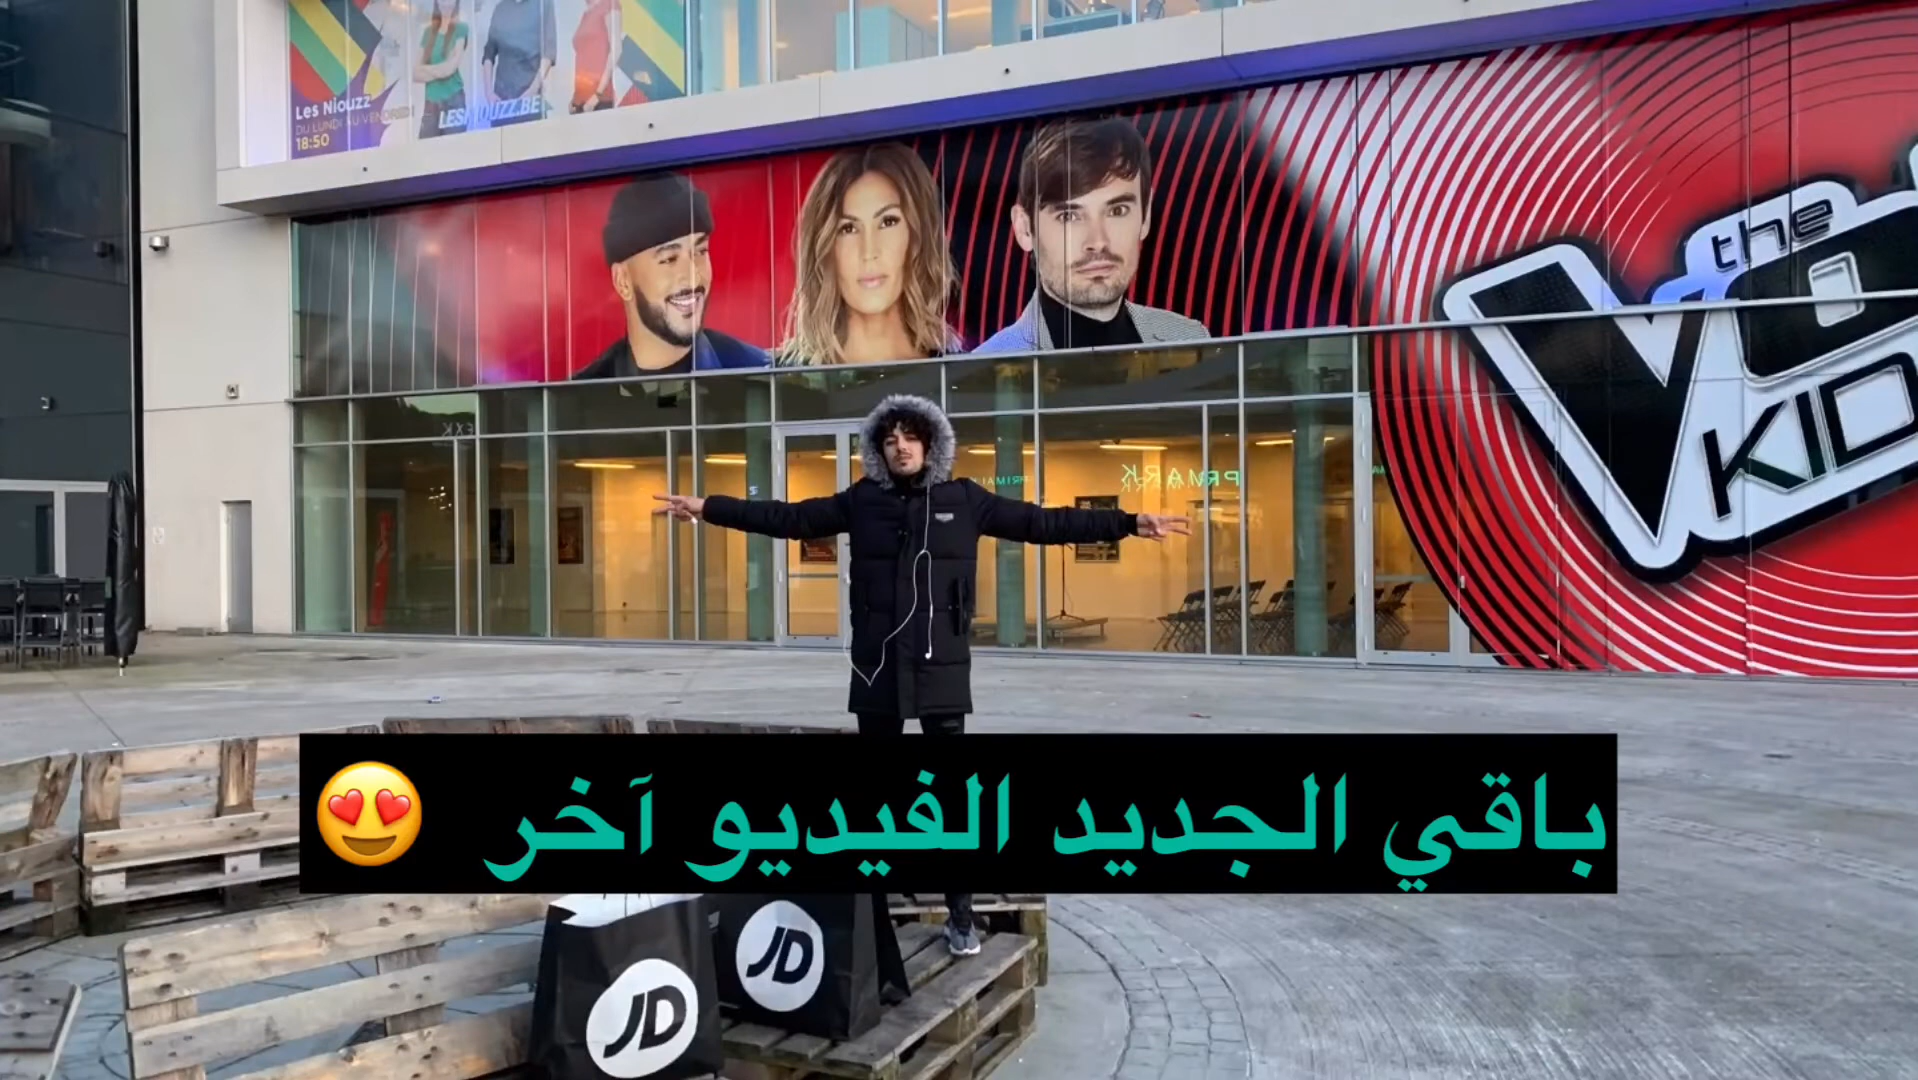 Les Niouzz
DU LUNDI AU VENDREDI
18:50
LESNIOUZZ.BE
the
KID
PRIMARK
باقي الجديد الفيديو آخر 😍
JD
JD